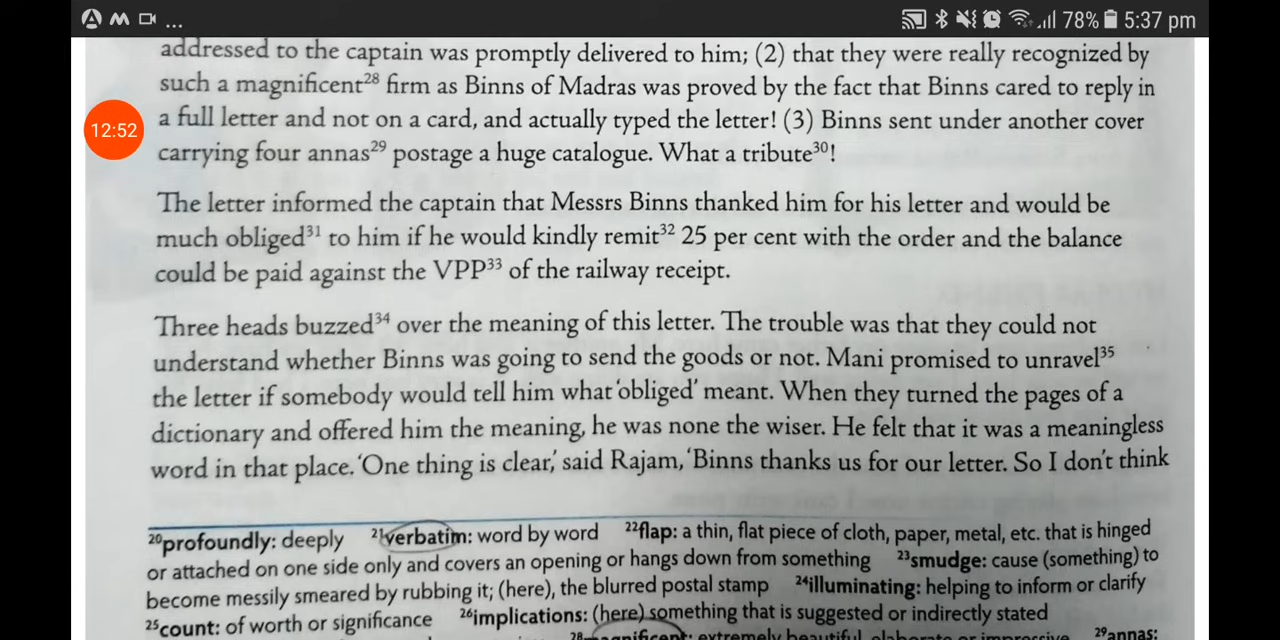 ... 78% 5:37 pm
addressed to the captain was promptly delivered to him; (2) that they were really recognized by
such a magnificent28 firm as Binns of Madras was proved by the fact that Binns cared to reply in
12:52
a full letter and not on a card, and actually typed the letter! (3) Binns sent under another cover
carrying four annas29 postage a huge catalogue. What a tribute30!
The letter informed the captain that Messrs Binns thanked him for his letter and would be
much obliged31 to him if he would kindly remit32 25 per cent with the order and the balance
could be paid against the VPP33 of the railway receipt.
Three heads buzzed34 over the meaning of this letter. The trouble was that they could not
understand whether Binns was going to send the goods or not. Mani promised to unravel35
the letter if somebody would tell him what 'obliged' meant. When they turned the pages of a
dictionary and offered him the meaning, he was none the wiser. He felt that it was a meaningless
word in that place. 'One thing is clear,' said Rajam, 'Binns thanks us for our letter. So I don't think
20profoundly: deeply 21verbatim: word by word 22flap: a thin, flat piece of cloth, paper, metal, etc. that is hinged
or attached on one side only and covers an opening or hangs down from something 23smudge: cause (something) to
become messily smeared by rubbing it; (here), the blurred postal stamp 24illuminating: helping to inform or clarify
25count: of worth or significance 26implications: (here) something that is suggested or indirectly stated
28magnificent: extremely beautiful, elaborate or impressive 29annas: